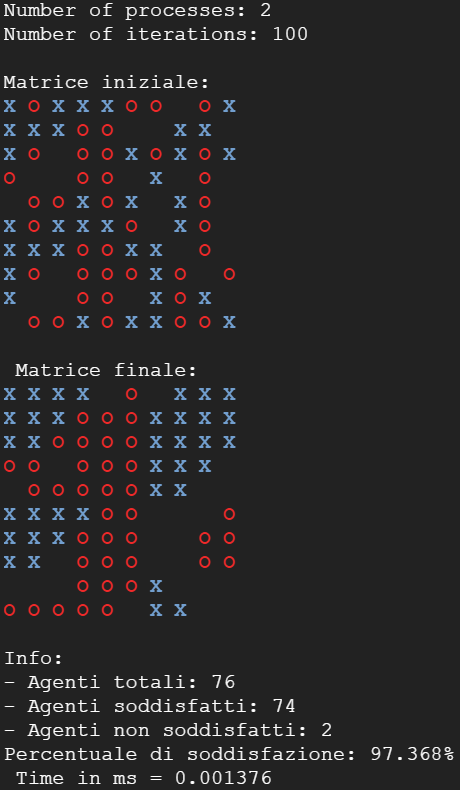 Number of processes: 2
Number of iterations: 100
Matrice iniziale:
x o x x x o o   o x
x x x o o     x x
x o   o o x o x o x
o     o o   x   o
  o o x o x   x o
x o x x x o   x o
x x x o o x x   o
x o   o o o x o   o
x     o o   x o x
  o o x o x x o o x
 Matrice finale:
x x x x   o   x x x
x x x o o o x x x x
x x o o o o x x x x
o o   o o o x x x
  o o o o o x x
x x x x o o       o
x x x o o o     o o
x x   o o o     o o
      o o o x
o o o o o   x x
Info:
- Agenti totali: 76
- Agenti soddisfatti: 74
- Agenti non soddisfatti: 2
Percentuale di soddisfazione: 97.368%
 Time in ms = 0.001376